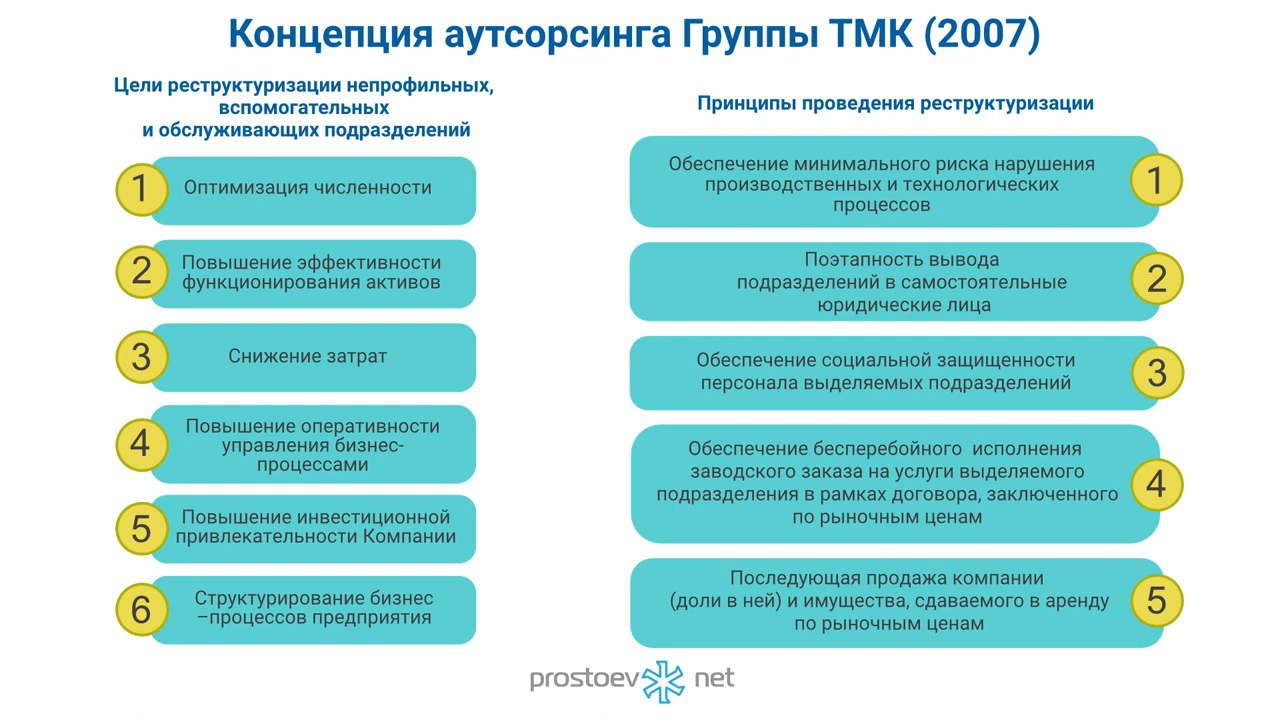 Концепция аутсорсинга Группы ТМК (2007)
Цели реструктуризации непрофильных,
вспомогательных
и обслуживающих подразделений
1
Оптимизация численности
2
Повышение эффективности
функционирования активов
3
Снижение затрат
4
Повышение оперативности
управления бизнес-
процессами
5
Повышение инвестиционной
привлекательности Компании
6
Структурирование бизнес
–процессов предприятия
Принципы проведения реструктуризации
Обеспечение минимального риска нарушения
производственных и технологических
процессов
1
Поэтапность вывода
подразделений в самостоятельные
юридические лица
2
Обеспечение социальной защищенности
персонала выделяемых подразделений
3
Обеспечение бесперебойного исполнения
заводского заказа на услуги выделяемого
подразделения в рамках договора, заключенного
по рыночным ценам
4
Последующая продажа компании
(доли в ней) и имущества, сдаваемого в аренду
по рыночным ценам
5
prostoev net